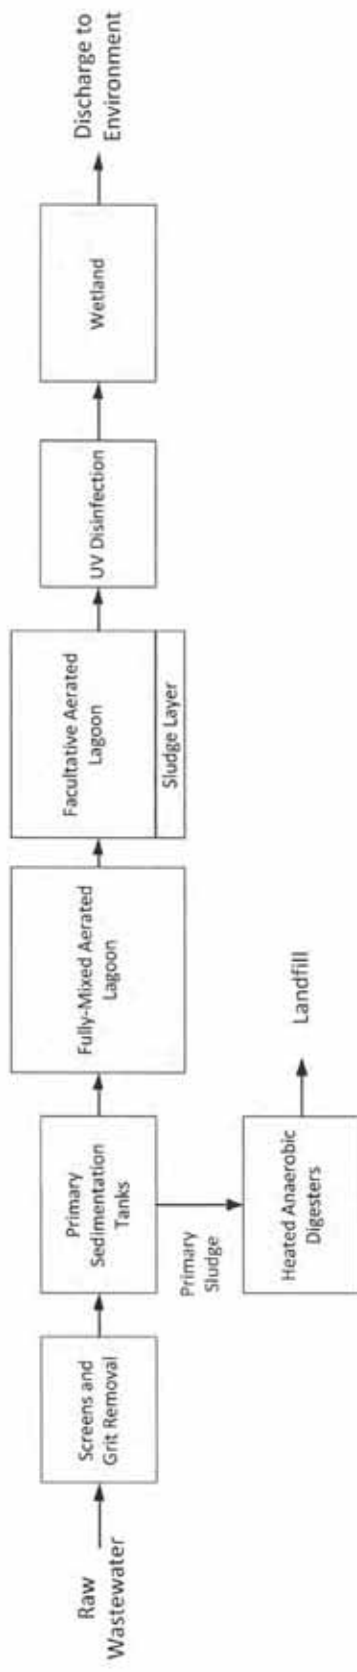 Raw
Wastewater
Screens and
Grit Removal
Primary
Sedimentation
Tanks
Primary
Sludge
Heated Anaerobic
Digesters
Landfill
Fully-Mixed Aerated
Lagoon
Facultative Aerated
Lagoon
Sludge Layer
UV Disinfection
Wetland
Discharge to
Environment